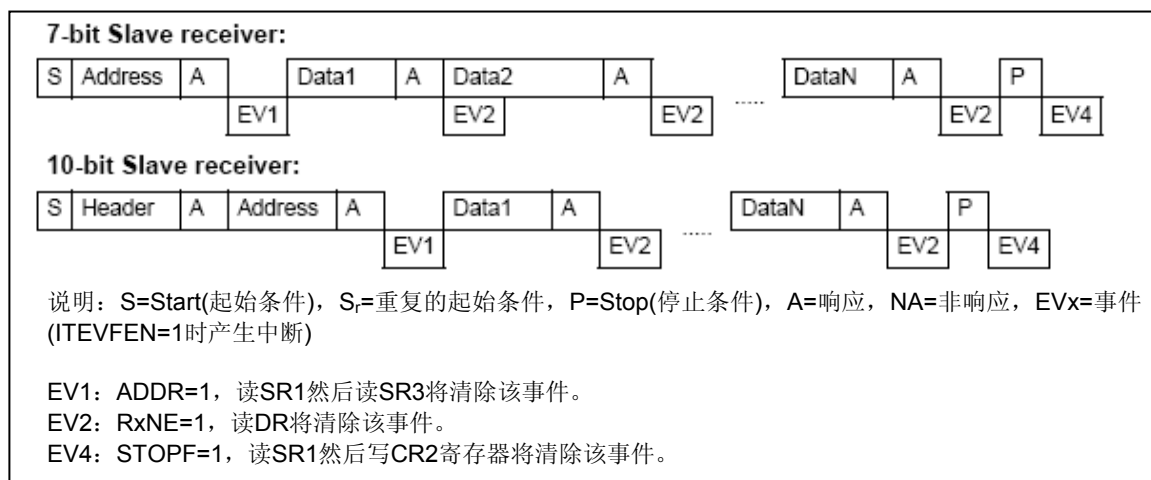 7-bit Slave receiver:
S Address A Data1 A Data2 A ..... DataN A P
EV1 EV2 EV2 EV2 EV4
10-bit Slave receiver:
S Header A Address A Data1 A ..... DataN A P
EV1 EV2 EV2 EV4
说明：S=Start(起始条件)，Sr=重复的起始条件，P=Stop(停止条件)，A=响应，NA=非响应，EVx=事件
(ITEVFEN=1时产生中断)
EV1：ADDR=1，读SR1然后读SR3将清除该事件。
EV2：RxNE=1，读DR将清除该事件。
EV4：STOPF=1，读SR1然后写CR2寄存器将清除该事件。